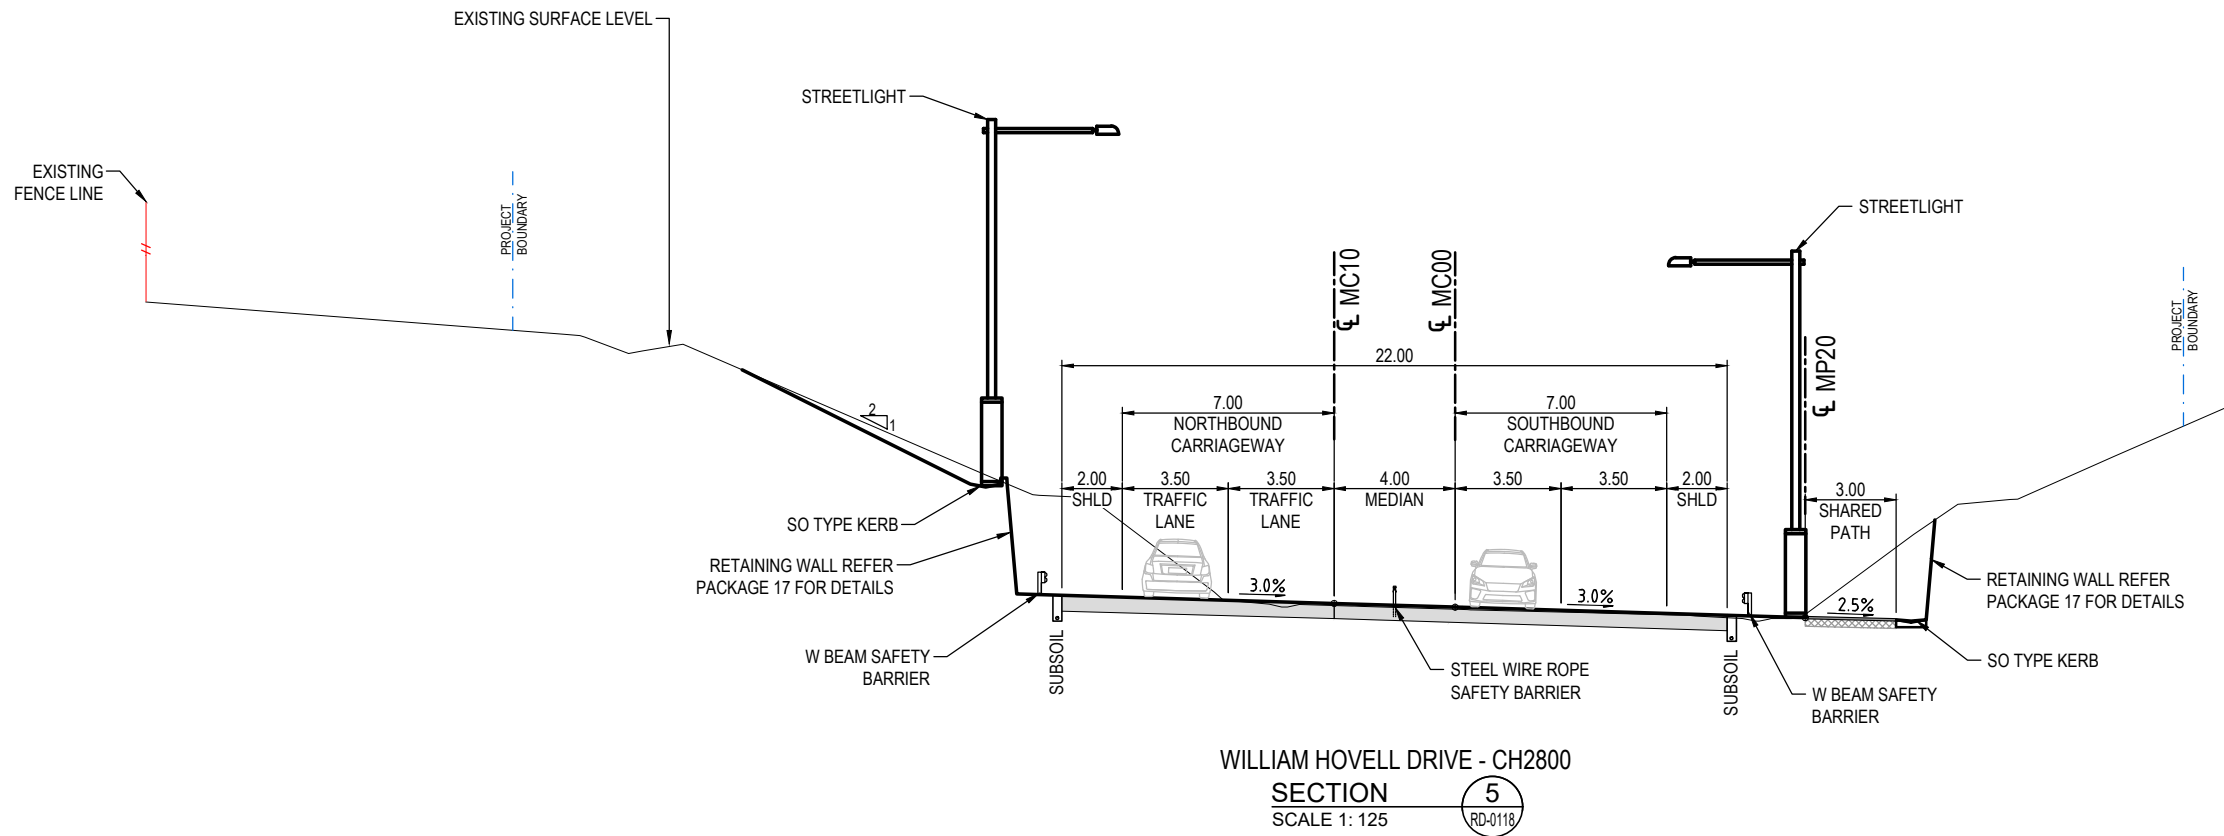 EXISTING SURFACE LEVEL
STREETLIGHT
EXISTING
FENCE LINE
PROJECT
BOUNDARY
STREETLIGHT
℄ MC10
℄ MC00
℄ MP20
PROJECT
BOUNDARY
22.00
2
1
7.00
NORTHBOUND
CARRIAGEWAY
7.00
SOUTHBOUND
CARRIAGEWAY
2.00
SHLD
3.50
TRAFFIC
LANE
3.50
TRAFFIC
LANE
4.00
MEDIAN
3.50
3.50
2.00
SHLD
3.00
SHARED
PATH
SO TYPE KERB
RETAINING WALL REFER
PACKAGE 17 FOR DETAILS
3.0%
3.0%
2.5%
RETAINING WALL REFER
PACKAGE 17 FOR DETAILS
W BEAM SAFETY
BARRIER
SUBSOIL
STEEL WIRE ROPE
SAFETY BARRIER
SUBSOIL
W BEAM SAFETY
BARRIER
SO TYPE KERB
WILLIAM HOVELL DRIVE - CH2800
SECTION
SCALE 1: 125
5
RD-0118